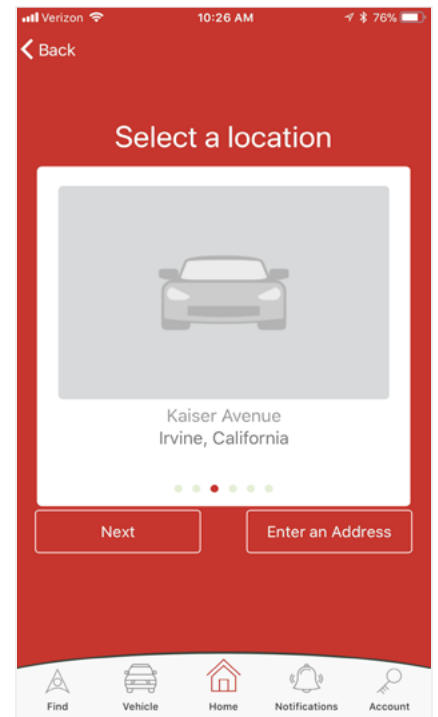 Verizon 10:26 AM 76%
Back
Select a location
Kaiser Avenue
Irvine, California
Next Enter an Address
Find Vehicle Home Notifications Account